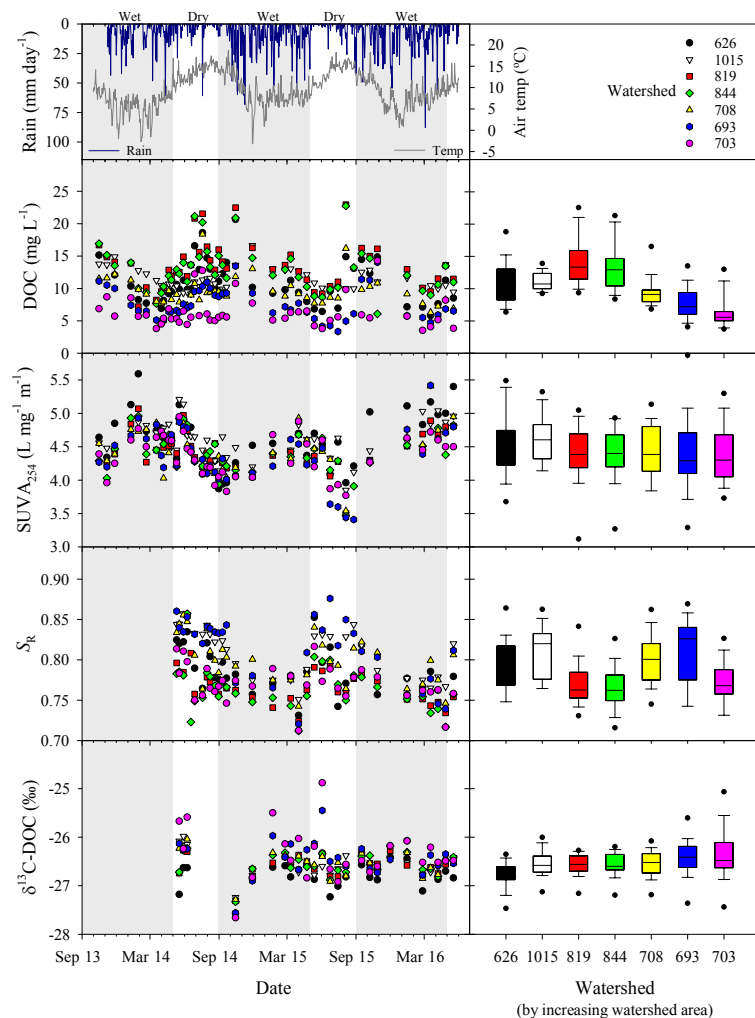 Wet Dry Wet Dry Wet
Rain (mm day⁻¹)
0
25
50
75
100
Rain
Temp
20
15
10
5
0
-5
Air temp (°C)
Watershed
626
1015
819
844
708
693
703
DOC (mg L⁻¹)
25
20
15
10
5
0
SUVA₂₅₄ (L mg⁻¹ m⁻¹)
5.5
5.0
4.5
4.0
3.5
3.0
S_R
0.90
0.85
0.80
0.75
0.70
δ¹³C-DOC (‰)
-25
-26
-27
-28
Sep 13 Mar 14 Sep 14 Mar 15 Sep 15 Mar 16
Date
626 1015 819 844 708 693 703
Watershed
(by increasing watershed area)